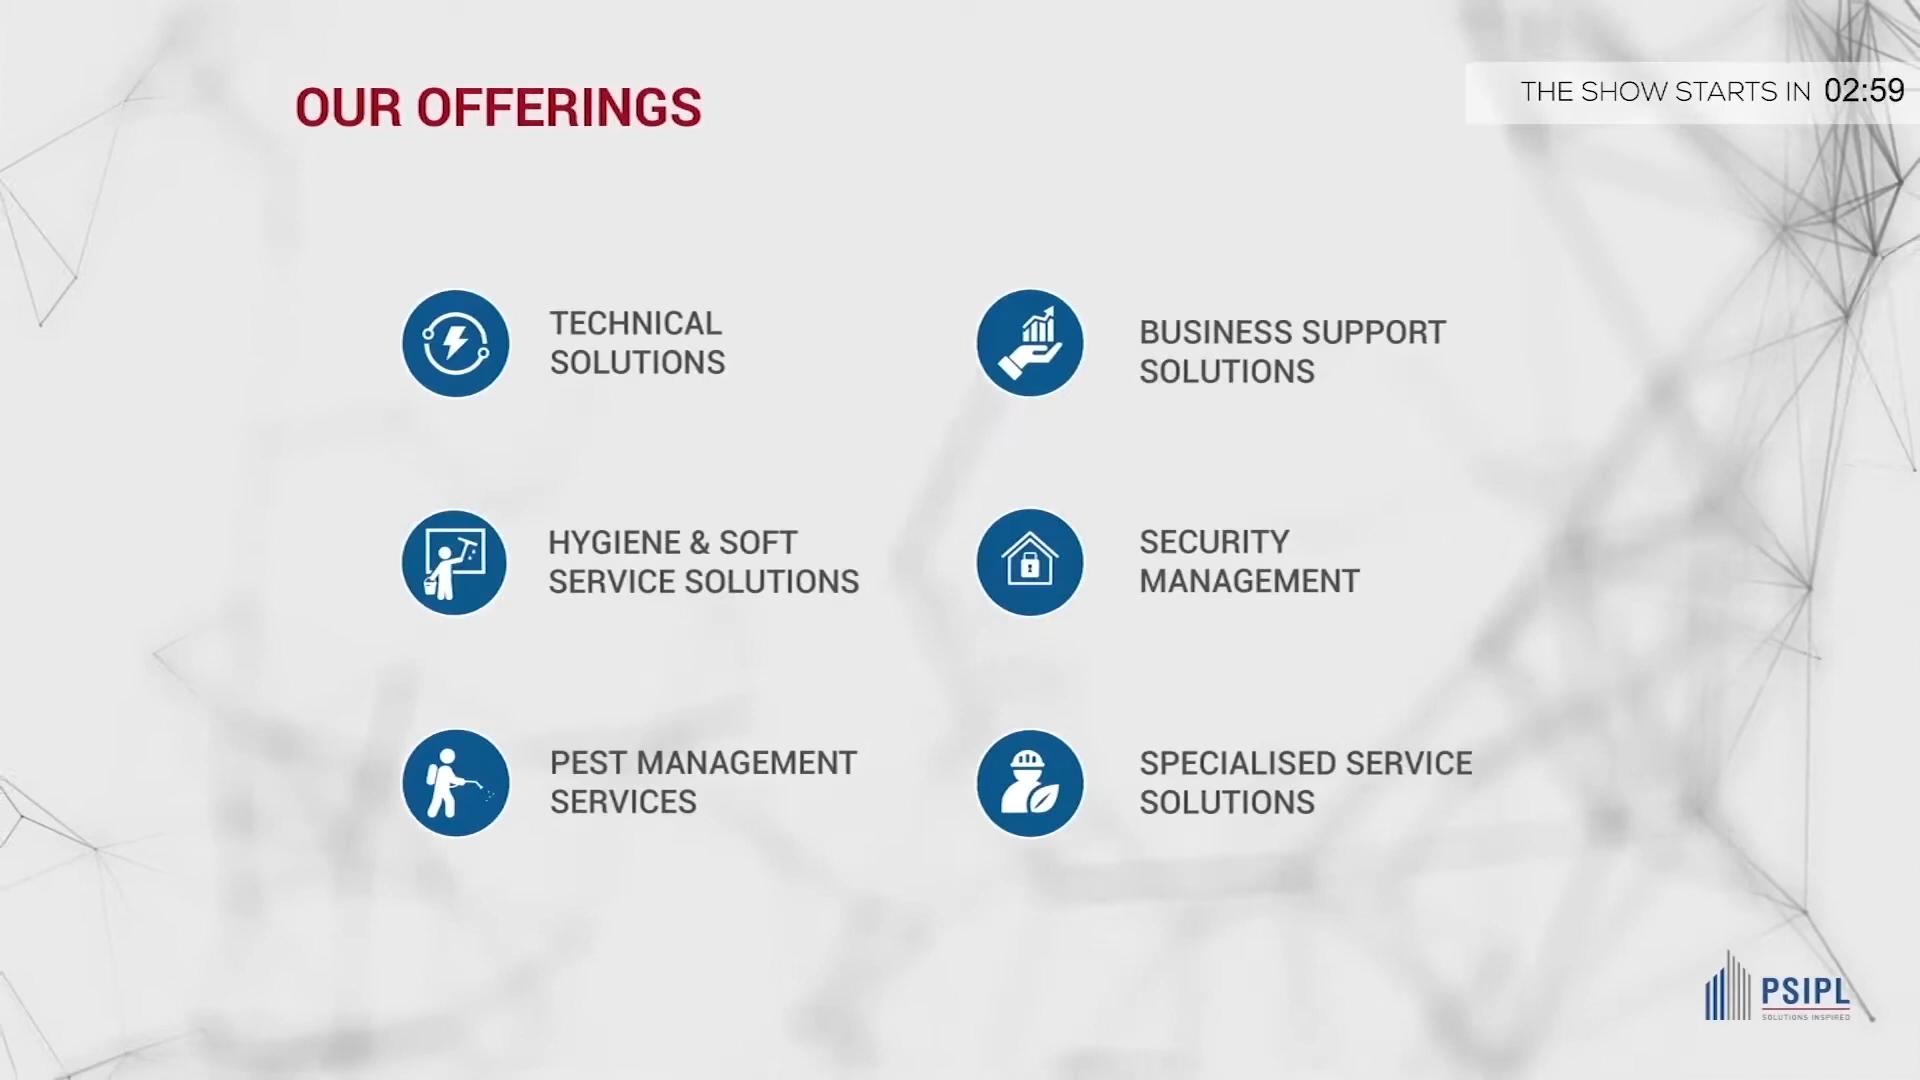 OUR OFFERINGS
THE SHOW STARTS IN 02:59
TECHNICAL
SOLUTIONS
BUSINESS SUPPORT
SOLUTIONS
HYGIENE & SOFT
SERVICE SOLUTIONS
SECURITY
MANAGEMENT
PEST MANAGEMENT
SERVICES
SPECIALISED SERVICE
SOLUTIONS
PSIPL
SOLUTIONS INSPIRED